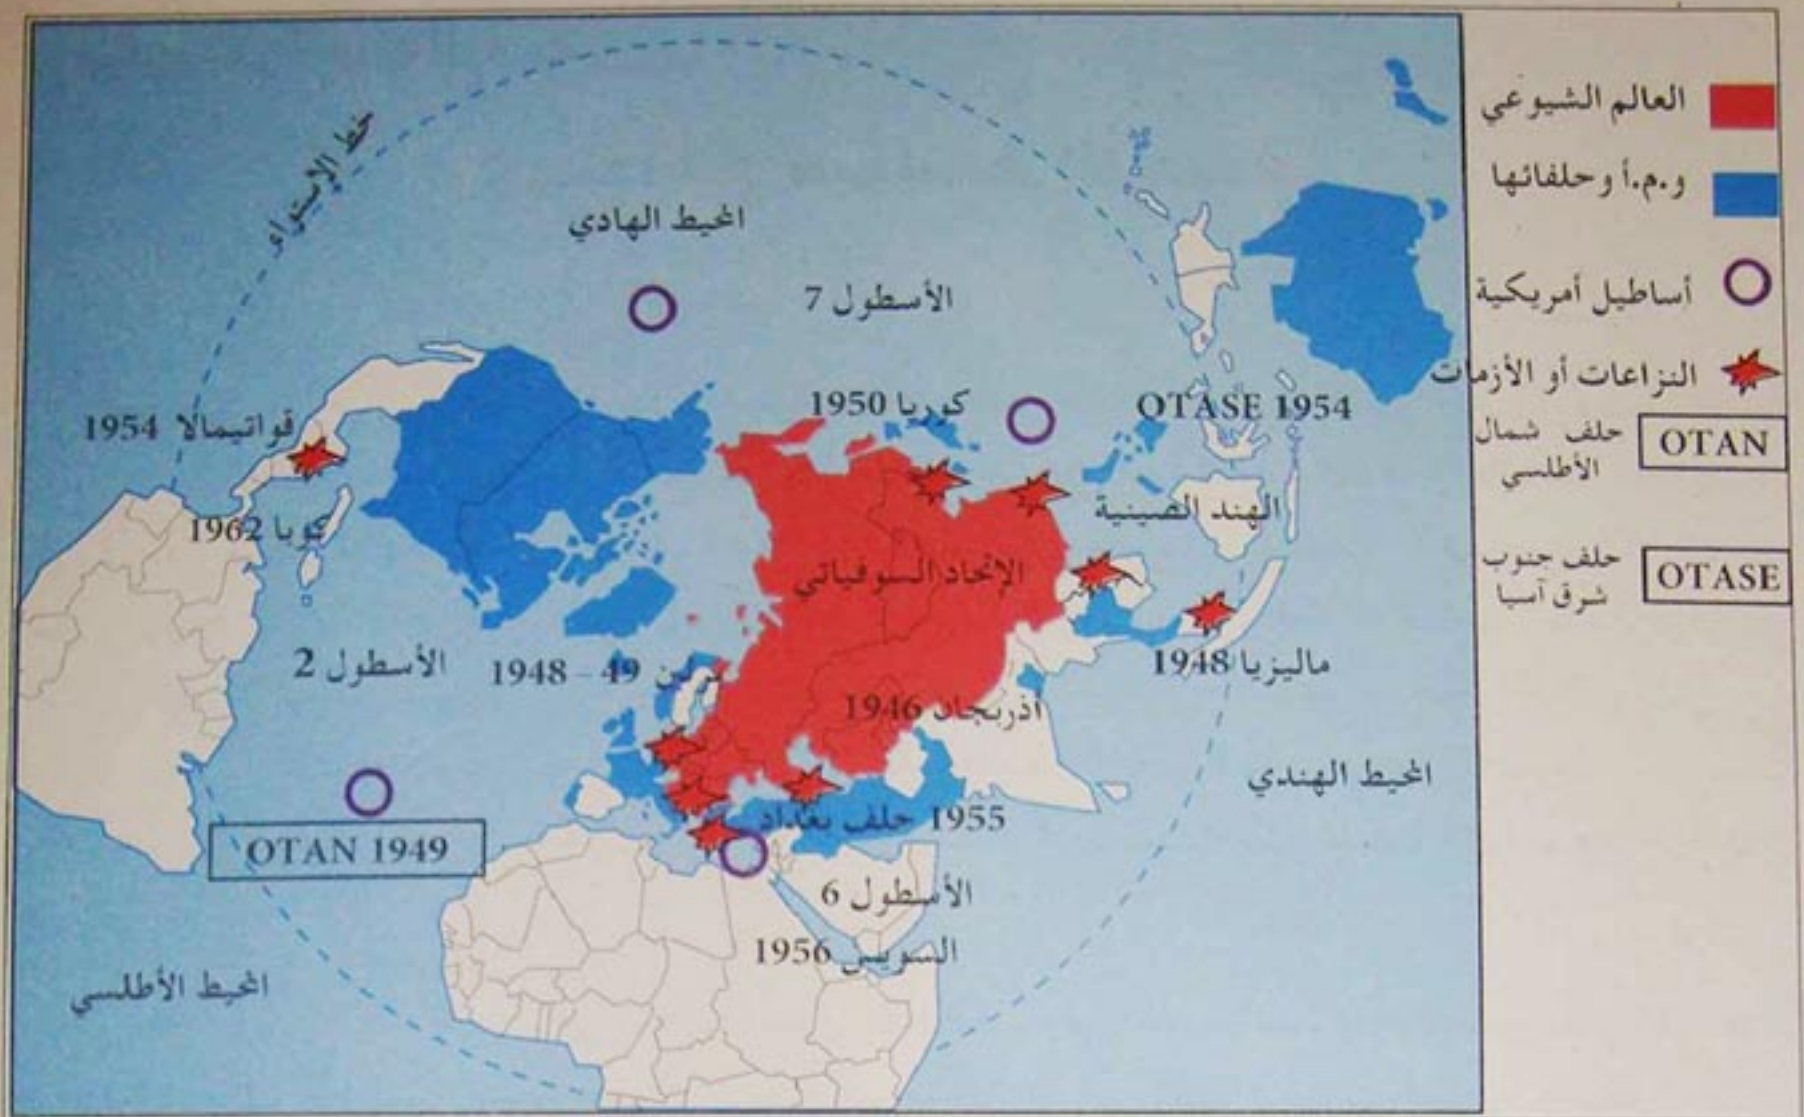 خط الإستواء
المحيط الهادي
الأسطول 7
كوريا 1950
OTASE 1954
قواتيمالا 1954
كوبا 1962
الهند الصينية
الإتحاد السوفياتي
الأسطول 2
برلين 49 - 1948
ماليزيا 1948
أذربجان 1946
المحيط الهندي
1955 حلف بغداد
OTAN 1949
الأسطول 6
السويس 1956
المحيط الأطلسي
العالم الشيوعي
و.م.أ وحلفائها
أساطيل أمريكية
النزاعات أو الأزمات
OTAN
حلف شمال
الأطلسي
OTASE
حلف جنوب
شرق آسيا